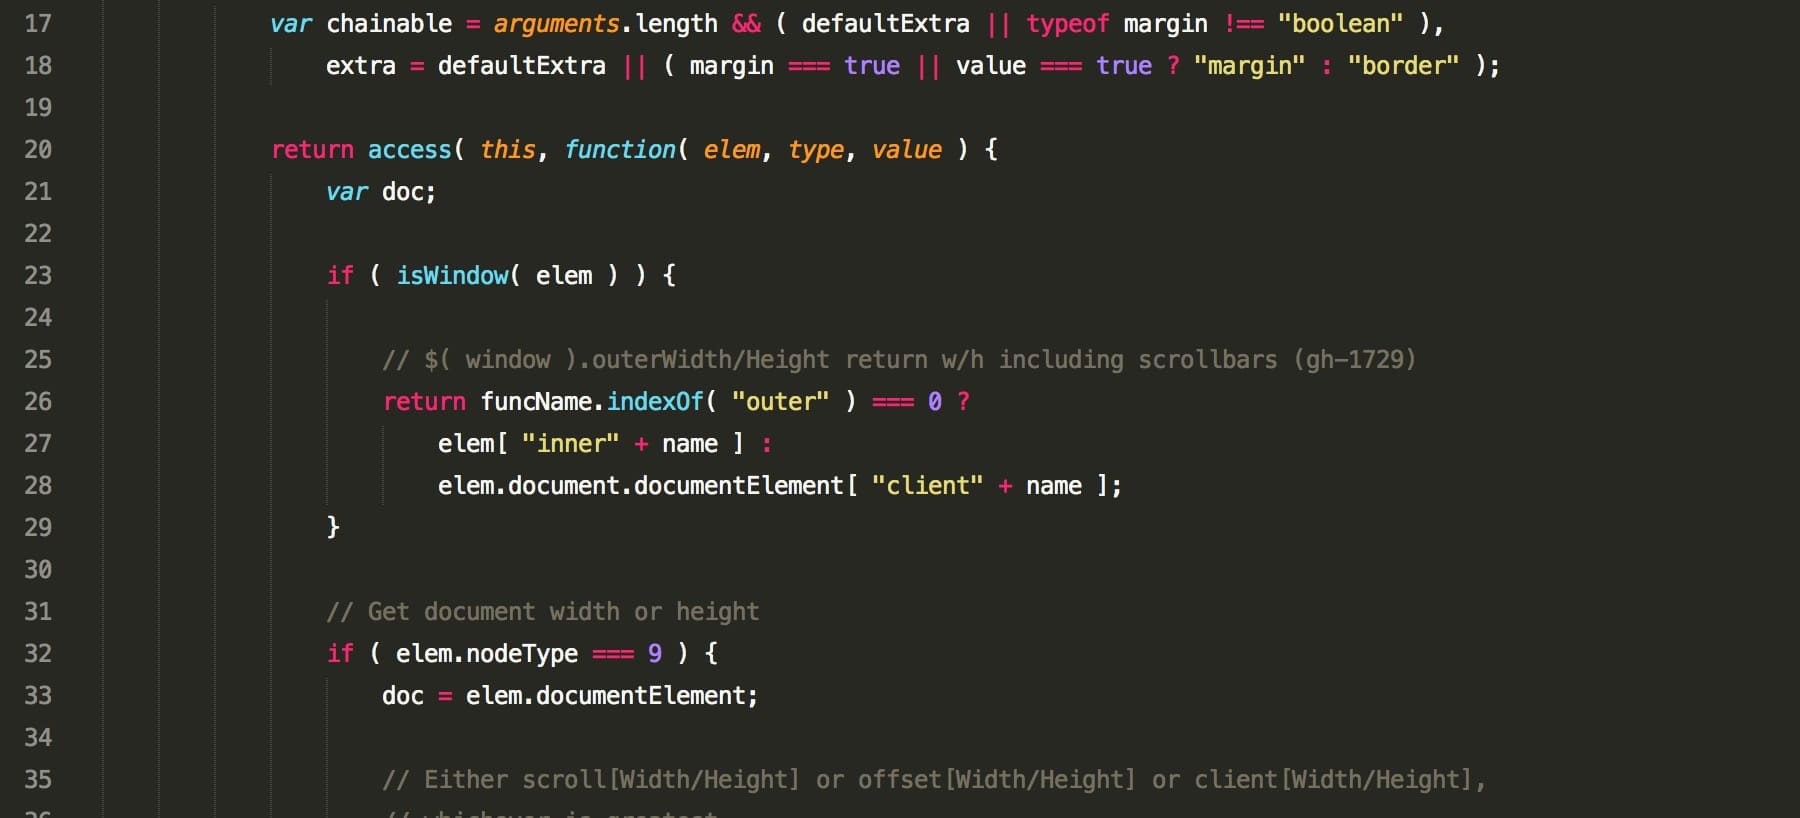 17 var chainable = arguments.length && ( defaultExtra || typeof margin !== "boolean" ),
18 extra = defaultExtra || ( margin === true || value === true ? "margin" : "border" );
19
20 return access( this, function( elem, type, value ) {
21 var doc;
22
23 if ( isWindow( elem ) ) {
24
25 // $( window ).outerWidth/Height return w/h including scrollbars (gh-1729)
26 return funcName.indexOf( "outer" ) === 0 ?
27 elem[ "inner" + name ] :
28 elem.document.documentElement[ "client" + name ];
29 }
30
31 // Get document width or height
32 if ( elem.nodeType === 9 ) {
33 doc = elem.documentElement;
34
35 // Either scroll[Width/Height] or offset[Width/Height] or client[Width/Height],